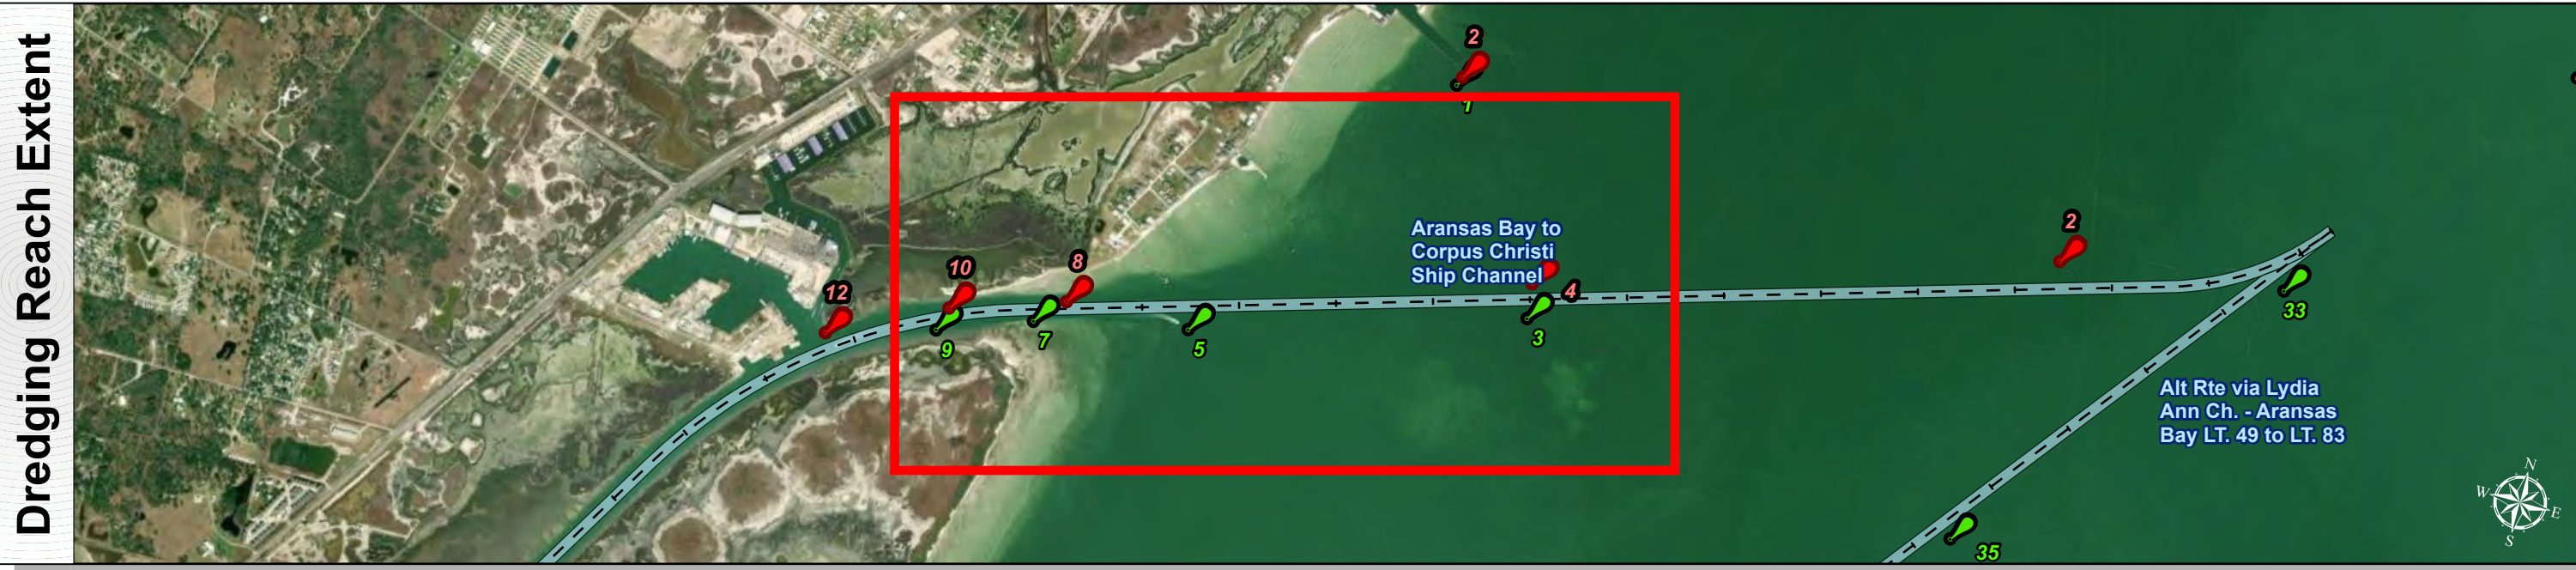 Dredging Reach Extent
2
1
Aransas Bay to
Corpus Christi
Ship Channel
2
10
8
12
4
33
9
7
5
3
Alt Rte via Lydia
Ann Ch. - Aransas
Bay LT. 49 to LT. 83
35
N
W
E
S